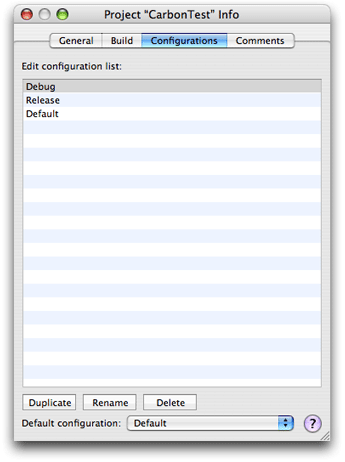 Project “CarbonTest” Info
General Build Configurations Comments
Edit configuration list:
Debug
Release
Default
Duplicate Rename Delete
Default configuration: Default ?